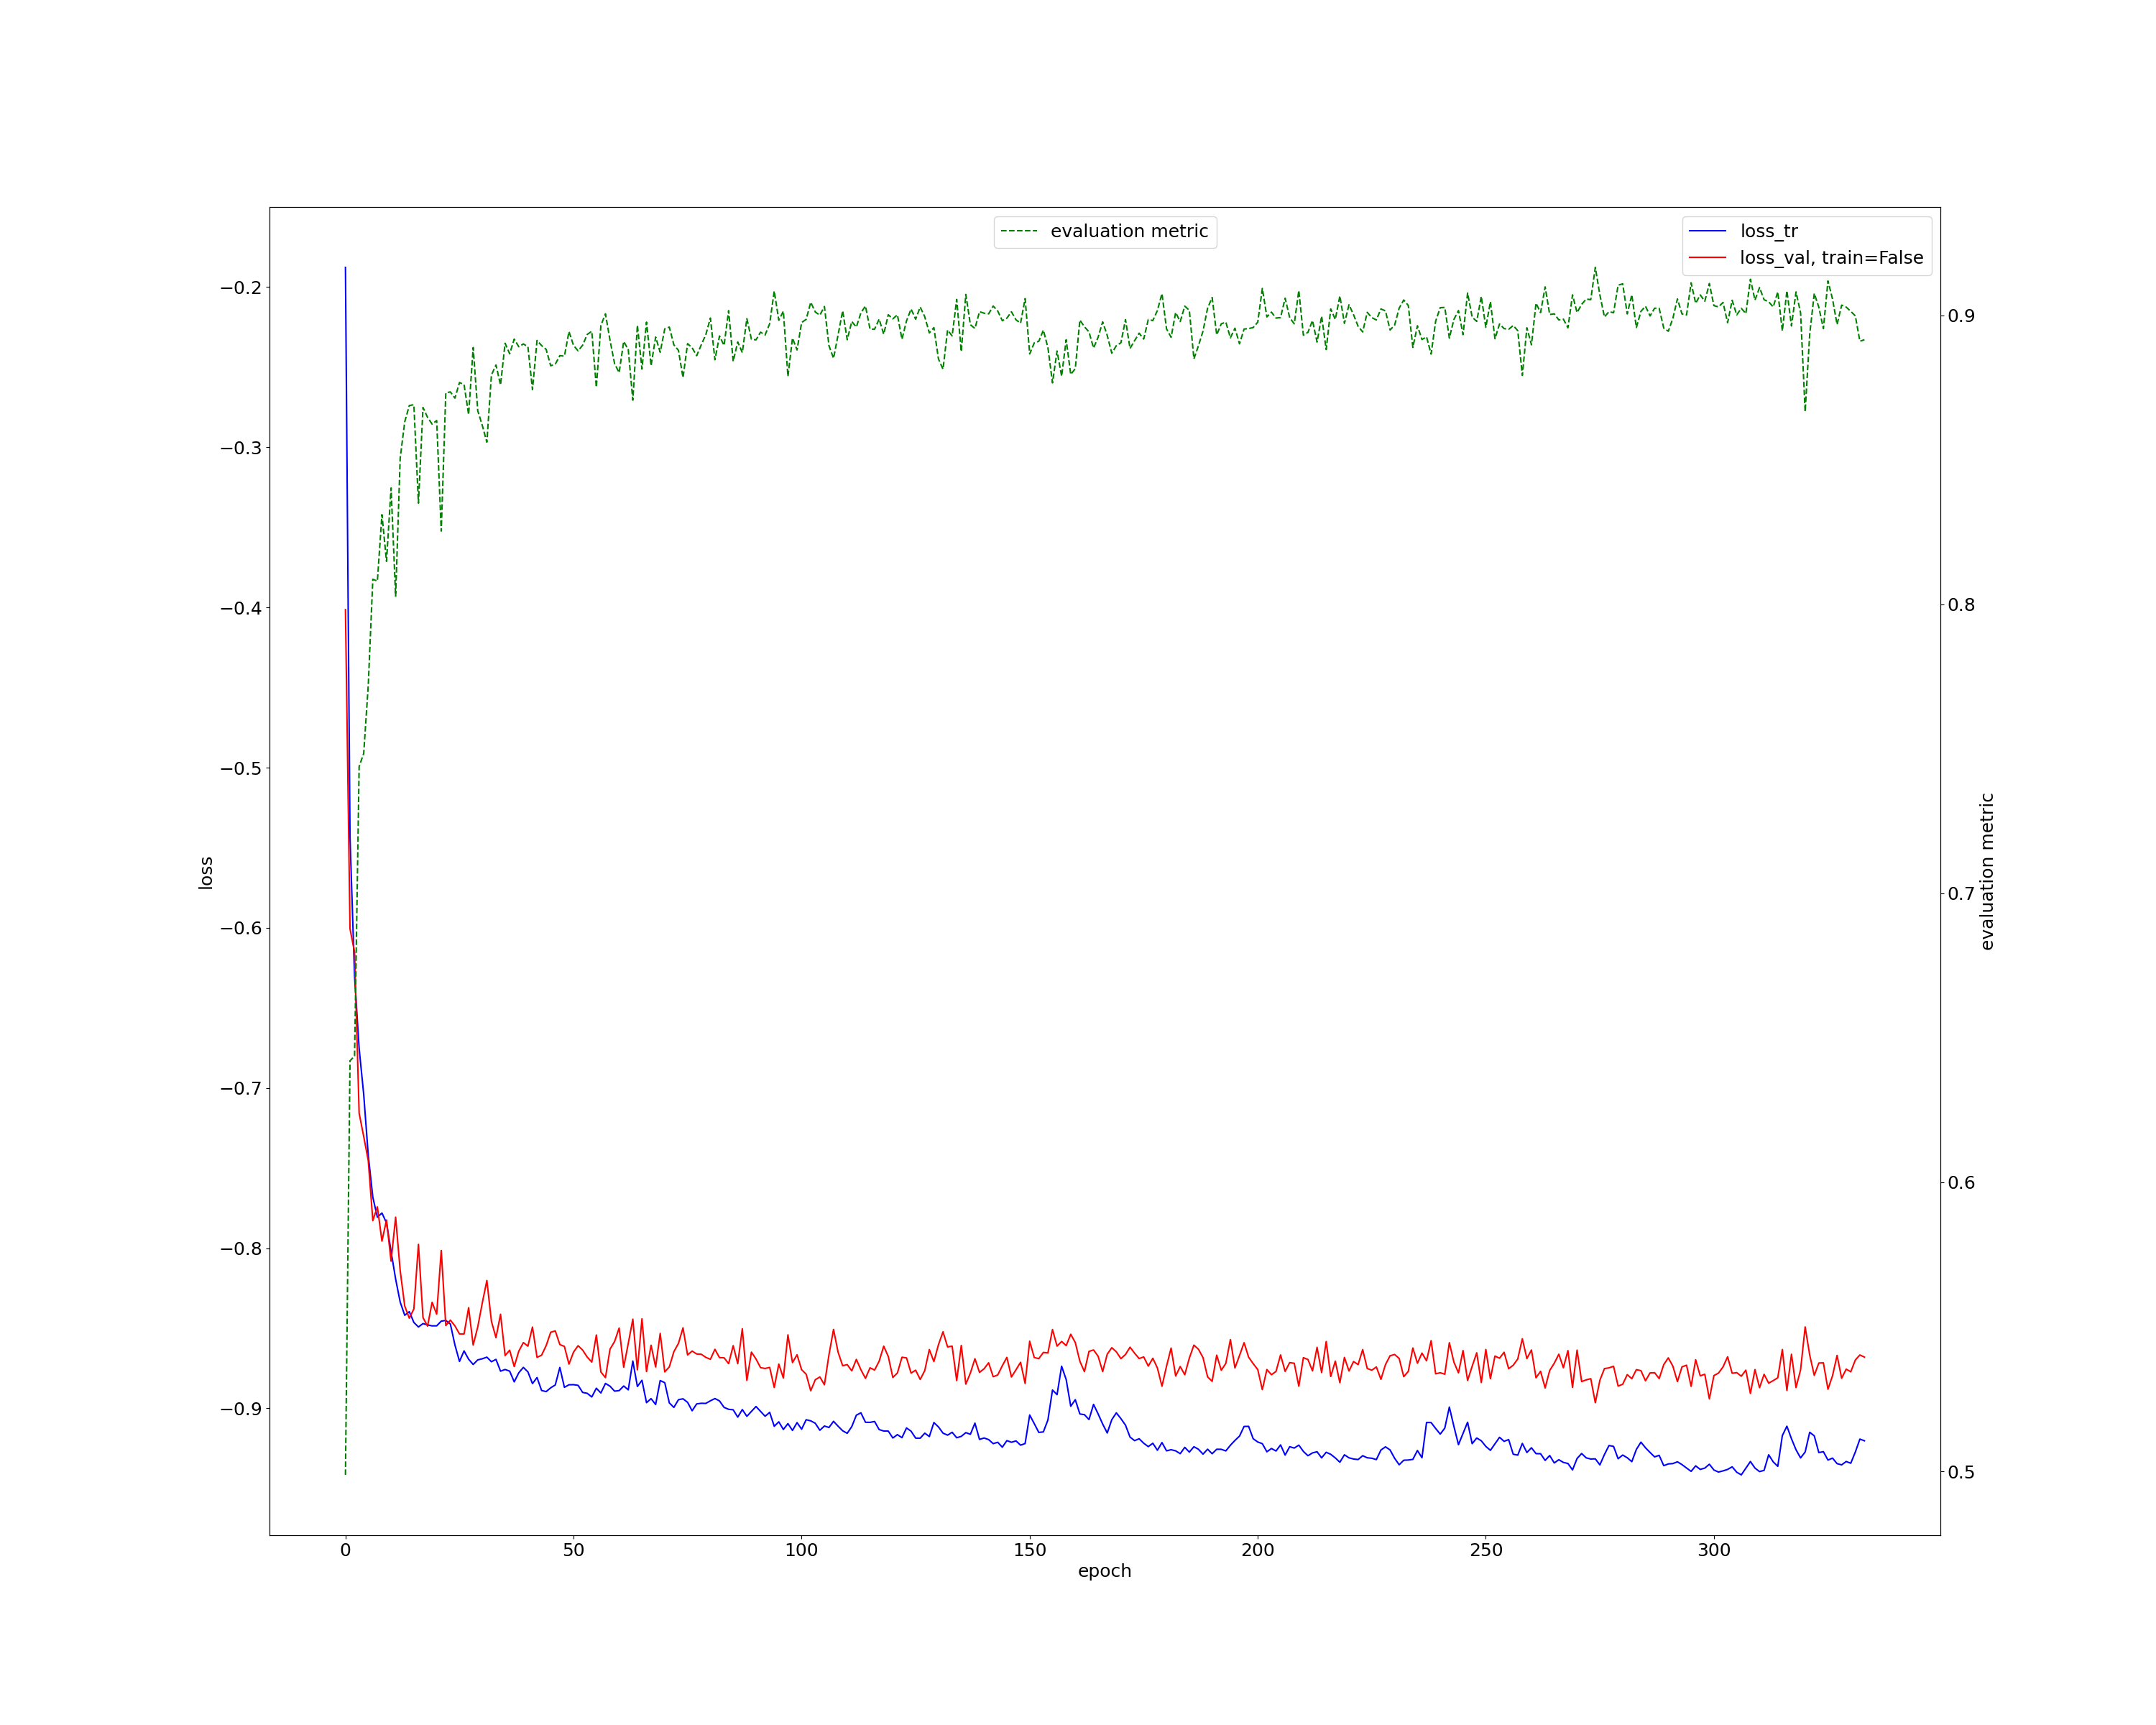 evaluation metric
loss_tr
loss_val, train=False
−0.2
−0.3
−0.4
−0.5
−0.6
−0.7
−0.8
−0.9
loss
0.9
0.8
0.7
0.6
0.5
evaluation metric
0 50 100 150 200 250 300
epoch